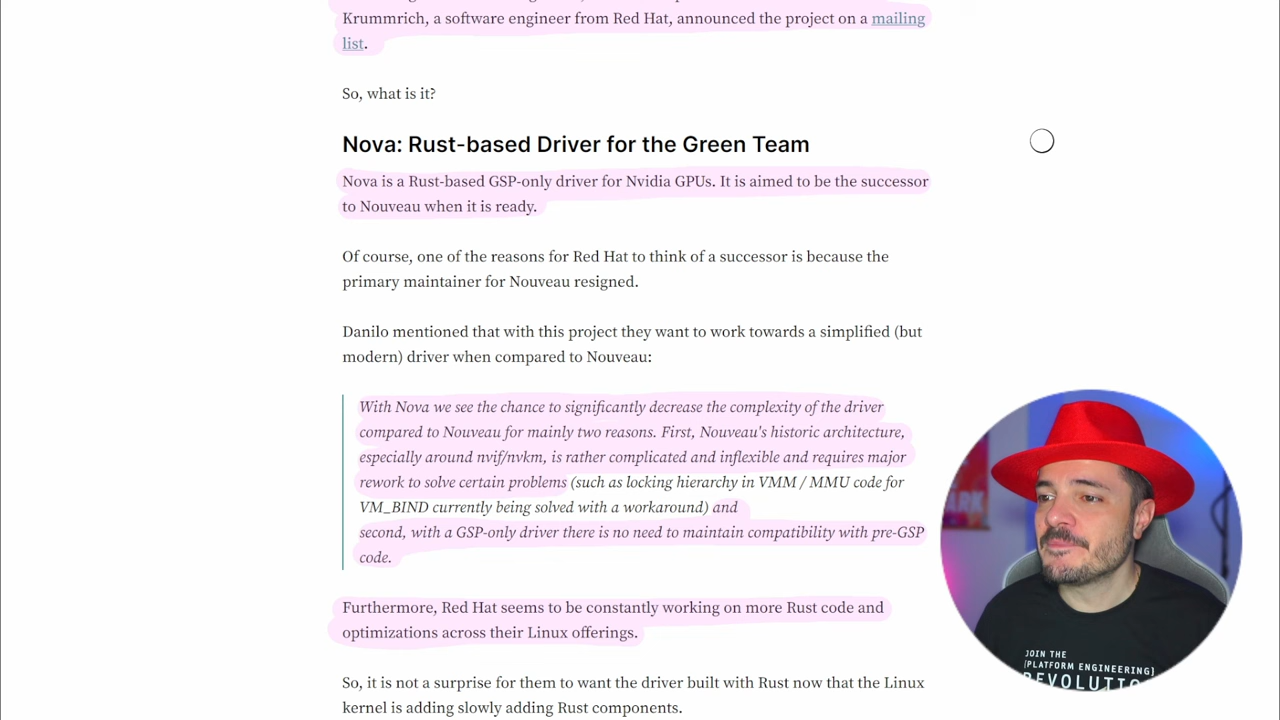 Krummrich, a software engineer from Red Hat, announced the project on a mailing
list.
So, what is it?
Nova: Rust-based Driver for the Green Team
Nova is a Rust-based GSP-only driver for Nvidia GPUs. It is aimed to be the successor
to Nouveau when it is ready.
Of course, one of the reasons for Red Hat to think of a successor is because the
primary maintainer for Nouveau resigned.
Danilo mentioned that with this project they want to work towards a simplified (but
modern) driver when compared to Nouveau:
With Nova we see the chance to significantly decrease the complexity of the driver
compared to Nouveau for mainly two reasons. First, Nouveau's historic architecture,
especially around nvif/nvkm, is rather complicated and inflexible and requires major
rework to solve certain problems (such as locking hierarchy in VMM / MMU code for
VM_BIND currently being solved with a workaround) and
second, with a GSP-only driver there is no need to maintain compatibility with pre-GSP
code.
Furthermore, Red Hat seems to be constantly working on more Rust code and
optimizations across their Linux offerings.
So, it is not a surprise for them to want the driver built with Rust now that the Linux
kernel is adding slowly adding Rust components.
JOIN THE
[PLATFORM ENGINEERING]